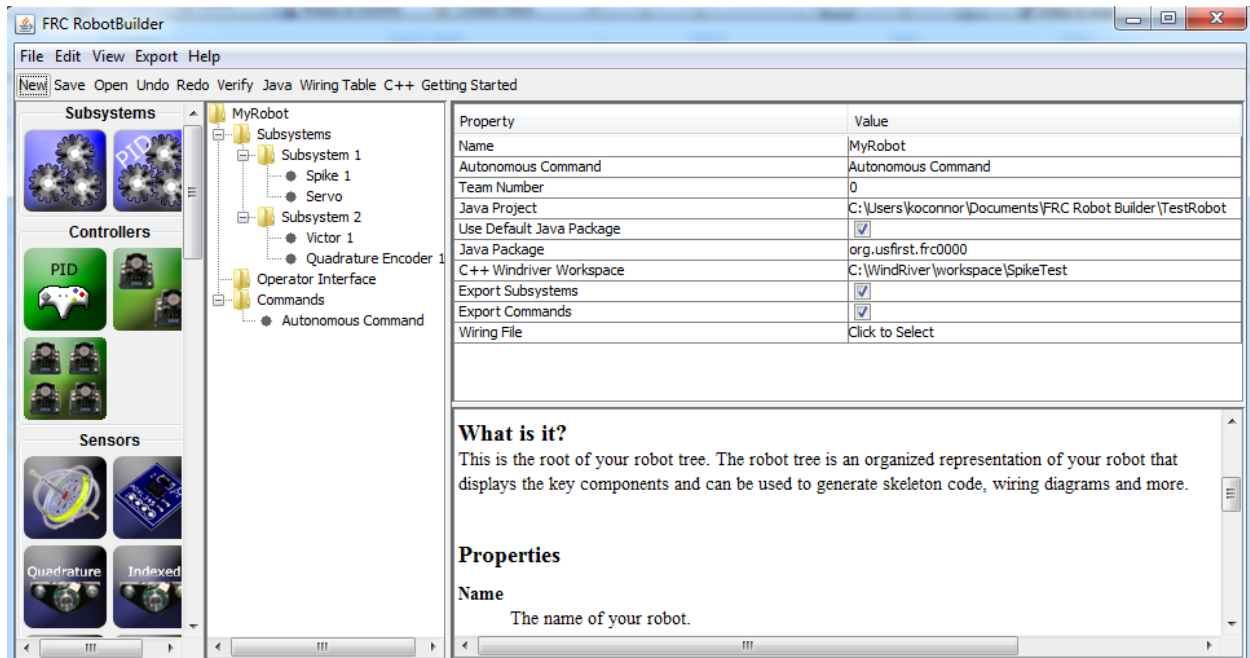 FRC RobotBuilder
File Edit View Export Help
New Save Open Undo Redo Verify Java Wiring Table C++ Getting Started
Subsystems
PID
Controllers
PID
Sensors
Quadrature
Indexed
MyRobot
Subsystems
Subsystem 1
Spike 1
Servo
Subsystem 2
Victor 1
Quadrature Encoder 1
Operator Interface
Commands
Autonomous Command
Property Value
Name MyRobot
Autonomous Command Autonomous Command
Team Number 0
Java Project C:\Users\koconnor\Documents\FRC Robot Builder\TestRobot
Use Default Java Package
Java Package org.usfirst.frc0000
C++ Windriver Workspace C:\WindRiver\workspace\SpikeTest
Export Subsystems
Export Commands
Wiring File Click to Select
What is it?
This is the root of your robot tree. The robot tree is an organized representation of your robot that
displays the key components and can be used to generate skeleton code, wiring diagrams and more.
Properties
Name
The name of your robot.